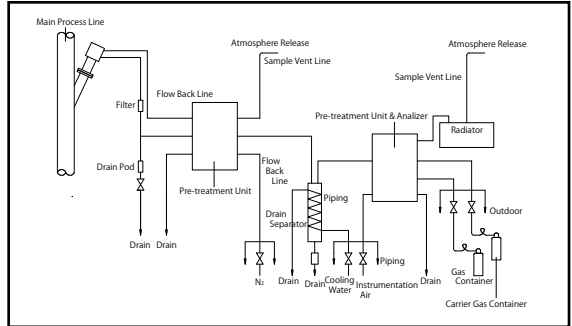 Main Process Line
Atmosphere Release
Sample Vent Line
Atmosphere Release
Sample Vent Line
Flow Back Line
Filter
Pre-treatment Unit & Analizer
Radiator
Drain Pod
Pre-treatment Unit
Flow
Back
Line
Piping
Drain
Separator
Outdoor
Drain
Drain
Piping
N2
Drain
Drain
Cooling
Water
Instrumentation
Air
Drain
Gas
Container
Carrier Gas Container